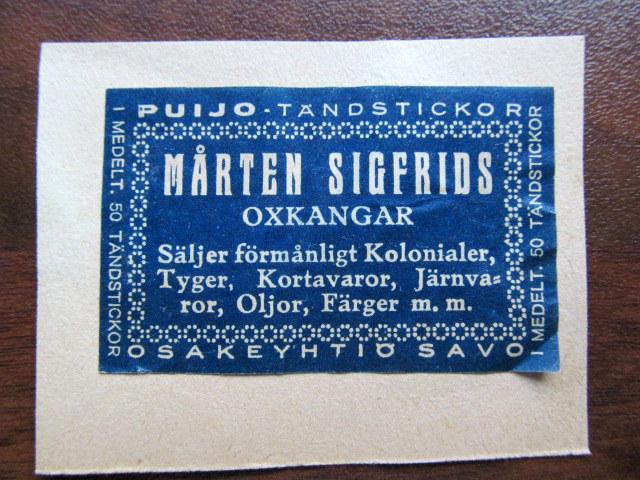 PUIJO-TÄNDSTICKOR
I MEDELT. 50 TÄNDSTICKOR
MÅRTEN SIGFRIDS
OXKANGAR
Säljer förmånligt Kolonialer,
Tyger, Kortavaror, Järnva=
ror, Oljor, Färger m. m.
I MEDELT. 50 TÄNDSTICKOR
OSAKEYHTIÖ SAVO